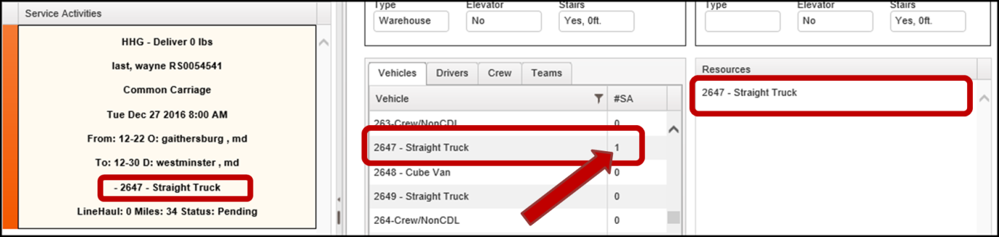 Service Activities
HHG - Deliver 0 lbs
last, wayne RS0054541
Common Carriage
Tue Dec 27 2016 8:00 AM
From: 12-22 O: gaithersburg , md
To: 12-30 D: westminster , md
- 2647 - Straight Truck
LineHaul: 0 Miles: 34 Status: Pending
Type Elevator Stairs
Warehouse No Yes, 0ft.
Vehicles Drivers Crew Teams
Vehicle #SA
263-Crew/NonCDL 0
2647 - Straight Truck 1
2648 - Cube Van 0
2649 - Straight Truck 0
264-Crew/NonCDL 0
Type Elevator Stairs
No Yes, 0ft.
Resources
2647 - Straight Truck